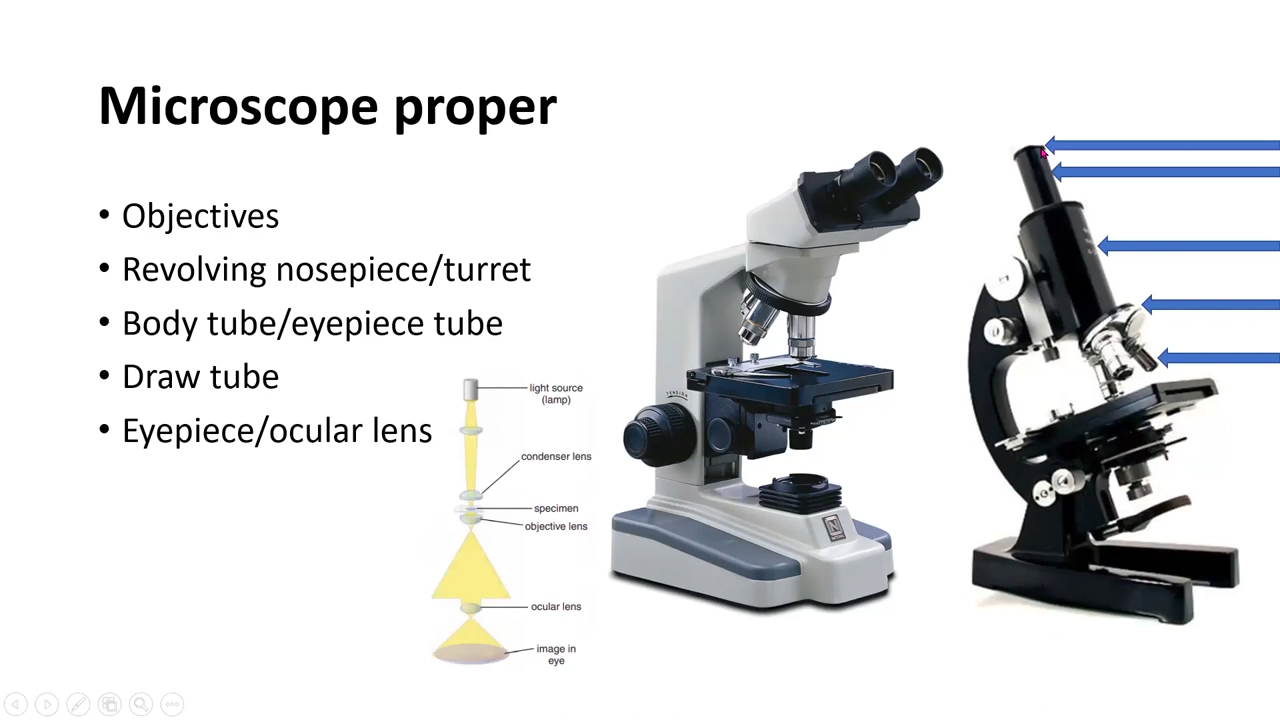 Microscope proper
• Objectives
• Revolving nosepiece/turret
• Body tube/eyepiece tube
• Draw tube
• Eyepiece/ocular lens
light source
(lamp)
condenser lens
specimen
objective lens
ocular lens
image in
eye
N